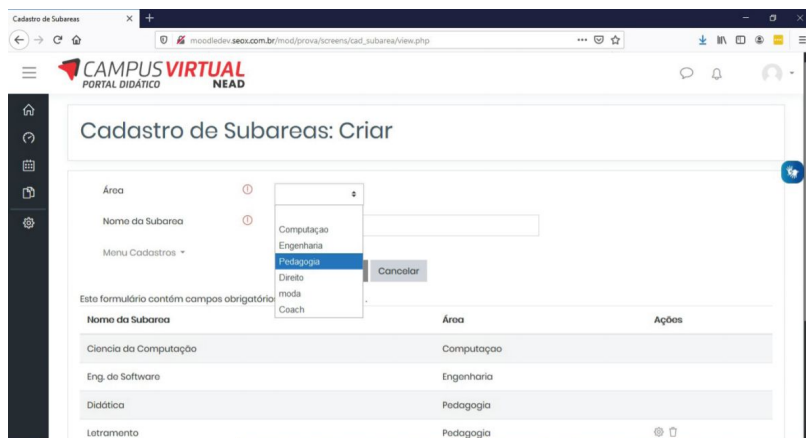 Cadastro de Subareas
moodledev.seox.com.br/mod/prova/screens/cad_subarea/view.php
CAMPUS VIRTUAL
PORTAL DIDÁTICO NEAD
Cadastro de Subareas: Criar
Área
Nome da Subarea
Computaçao
Engenharia
Menu Cadastros
Pedagogia
Cancelar
Direito
moda
Este formulário contém campos obrigatório
Coach
Nome da Subarea Área Ações
Ciencia da Computação Computaçao
Eng. de Software Engenharia
Didática Pedagogia
Letramento Pedagogia